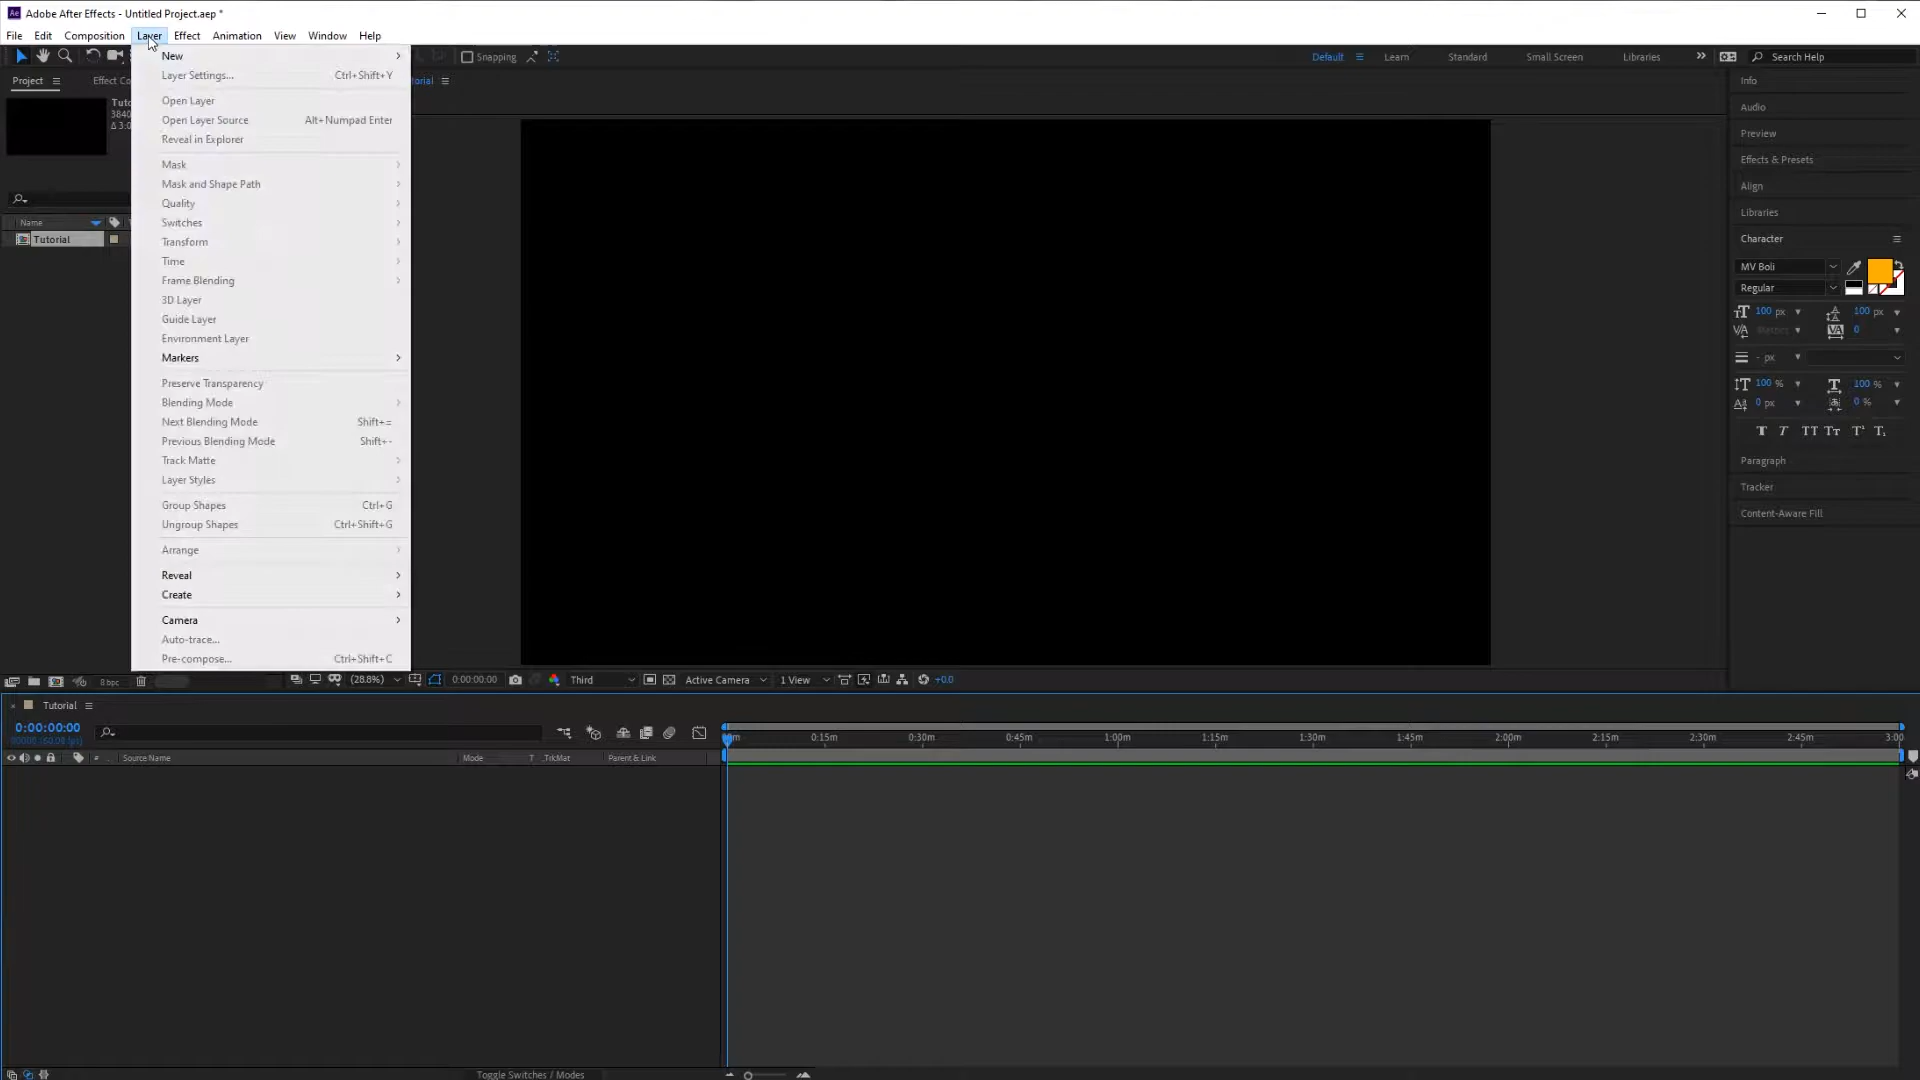 Adobe After Effects - Untitled Project.aep *
File Edit Composition Layer Effect Animation View Window Help
Snapping
Default Learn Standard Small Screen Libraries Search Help
Project Effect Co
New
Layer Settings... Ctrl+Shift+Y
Open Layer
Open Layer Source Alt+Numpad Enter
Reveal in Explorer
Mask
Mask and Shape Path
Quality
Switches
Transform
Time
Frame Blending
3D Layer
Guide Layer
Environment Layer
Markers
Preserve Transparency
Blending Mode
Next Blending Mode Shift+=
Previous Blending Mode Shift+-
Track Matte
Layer Styles
Group Shapes Ctrl+G
Ungroup Shapes Ctrl+Shift+G
Arrange
Reveal
Create
Camera
Auto-trace...
Pre-compose... Ctrl+Shift+C
Tuto
3840
Δ 3:0
Name
Tutorial
8 bpc
torial
Info
Audio
Preview
Effects & Presets
Align
Libraries
Character
MV Boli
Regular
100 px 100 px
Metrics 0
- px
100 % 100 %
0 px 0 %
T T TT Tт T¹ T₁
Paragraph
Tracker
Content-Aware Fill
(28.8%) 0:00:00:00 Third Active Camera 1 View +0.0
Tutorial
0:00:00:00
# Source Name Mode T .TrkMat Parent & Link
0:15m 0:30m 0:45m 1:00m 1:15m 1:30m 1:45m 2:00m 2:15m 2:30m 2:45m 3:00
Toggle Switches / Modes